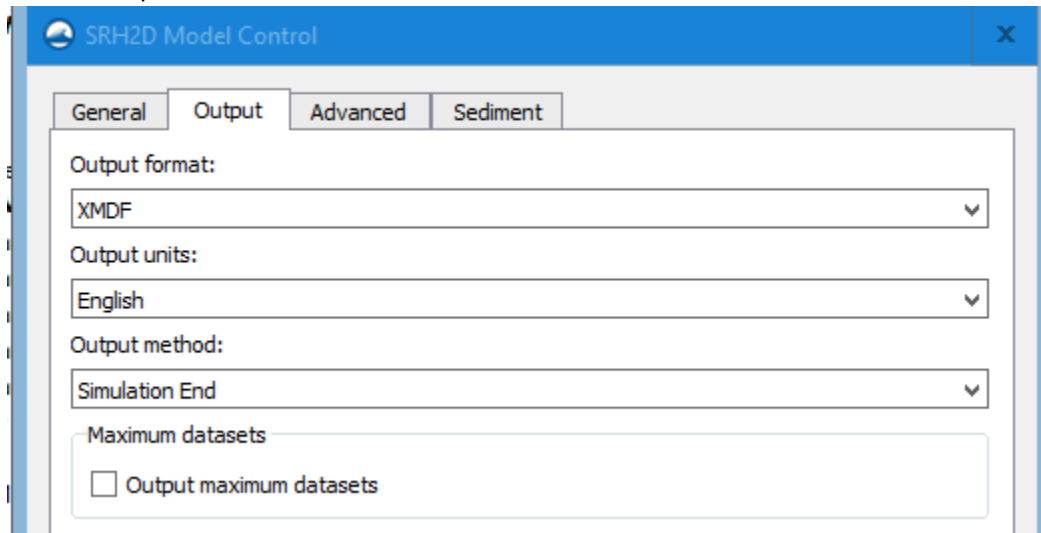 SRH2D Model Control
General Output Advanced Sediment
Output format:
XMDF
Output units:
English
Output method:
Simulation End
Maximum datasets
Output maximum datasets